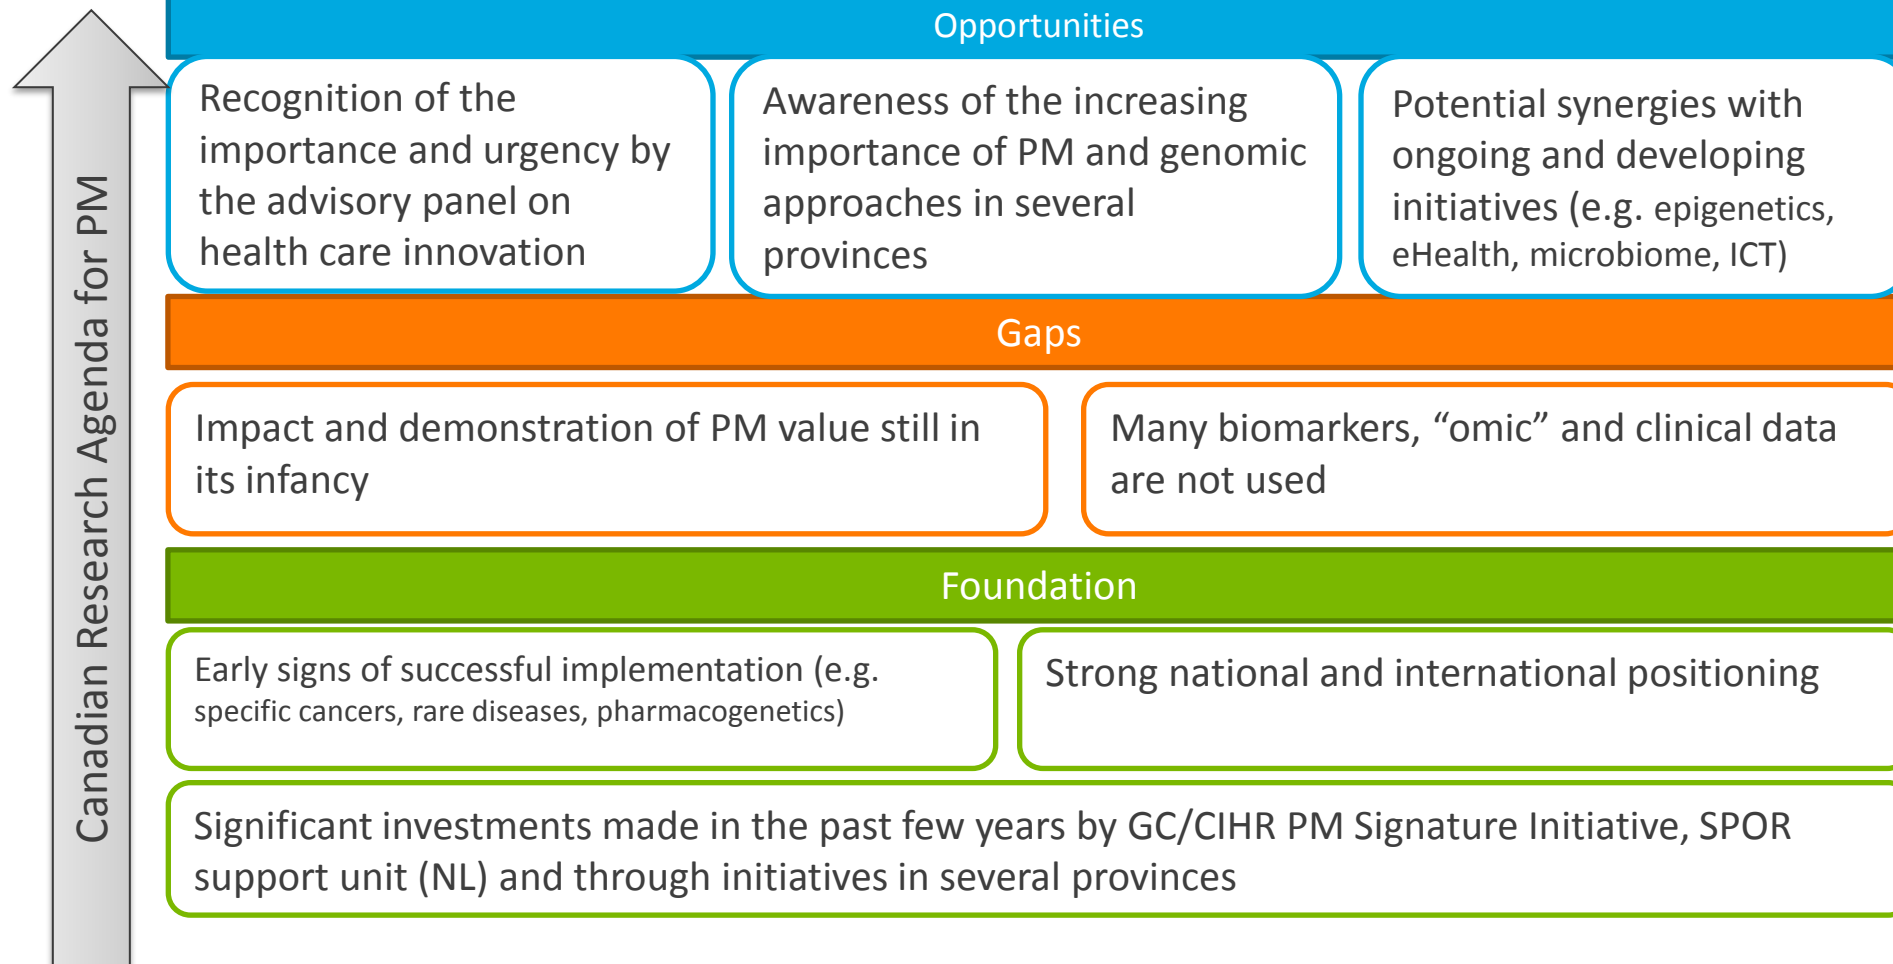 Canadian Research Agenda for PM
Opportunities
Recognition of the
importance and urgency by
the advisory panel on
health care innovation
Awareness of the increasing
importance of PM and genomic
approaches in several
provinces
Potential synergies with
ongoing and developing
initiatives (e.g. epigenetics,
eHealth, microbiome, ICT)
Gaps
Impact and demonstration of PM value still in
its infancy
Many biomarkers, “omic” and clinical data
are not used
Foundation
Early signs of successful implementation (e.g.
specific cancers, rare diseases, pharmacogenetics)
Strong national and international positioning
Significant investments made in the past few years by GC/CIHR PM Signature Initiative, SPOR
support unit (NL) and through initiatives in several provinces